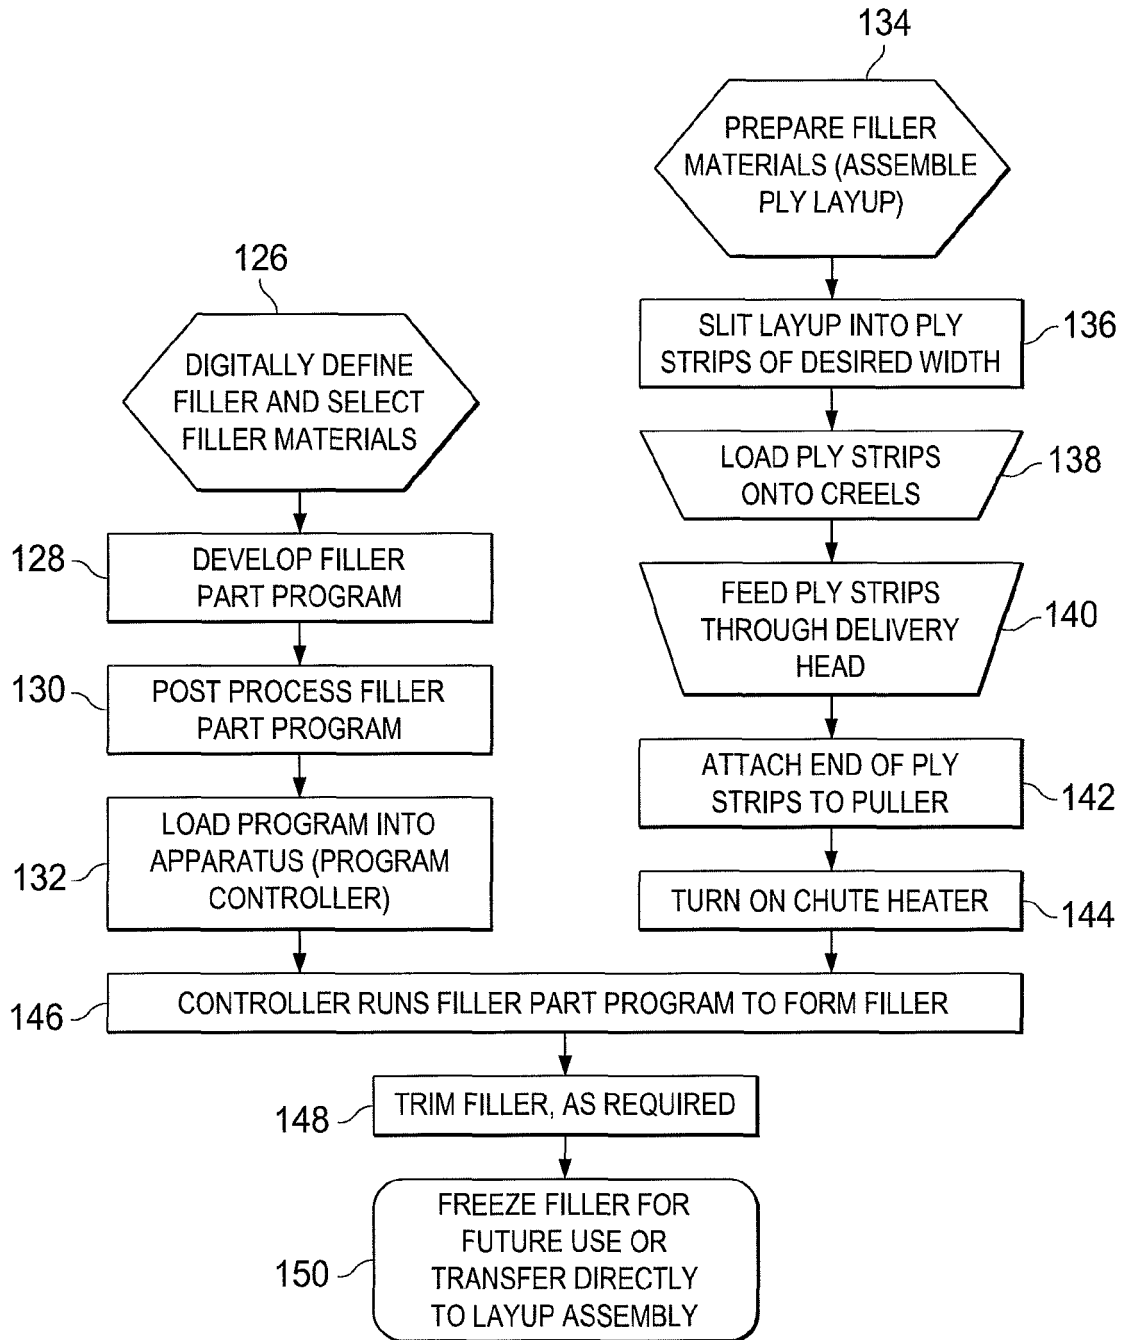 134
PREPARE FILLER
MATERIALS (ASSEMBLE
PLY LAYUP)
126
DIGITALLY DEFINE
FILLER AND SELECT
FILLER MATERIALS
SLIT LAYUP INTO PLY
STRIPS OF DESIRED WIDTH
136
LOAD PLY STRIPS
ONTO CREELS
138
128
DEVELOP FILLER
PART PROGRAM
FEED PLY STRIPS
THROUGH DELIVERY
HEAD
140
130
POST PROCESS FILLER
PART PROGRAM
ATTACH END OF PLY
STRIPS TO PULLER
142
132
LOAD PROGRAM INTO
APPARATUS (PROGRAM
CONTROLLER)
TURN ON CHUTE HEATER
144
146
CONTROLLER RUNS FILLER PART PROGRAM TO FORM FILLER
148
TRIM FILLER, AS REQUIRED
150
FREEZE FILLER FOR
FUTURE USE OR
TRANSFER DIRECTLY
TO LAYUP ASSEMBLY